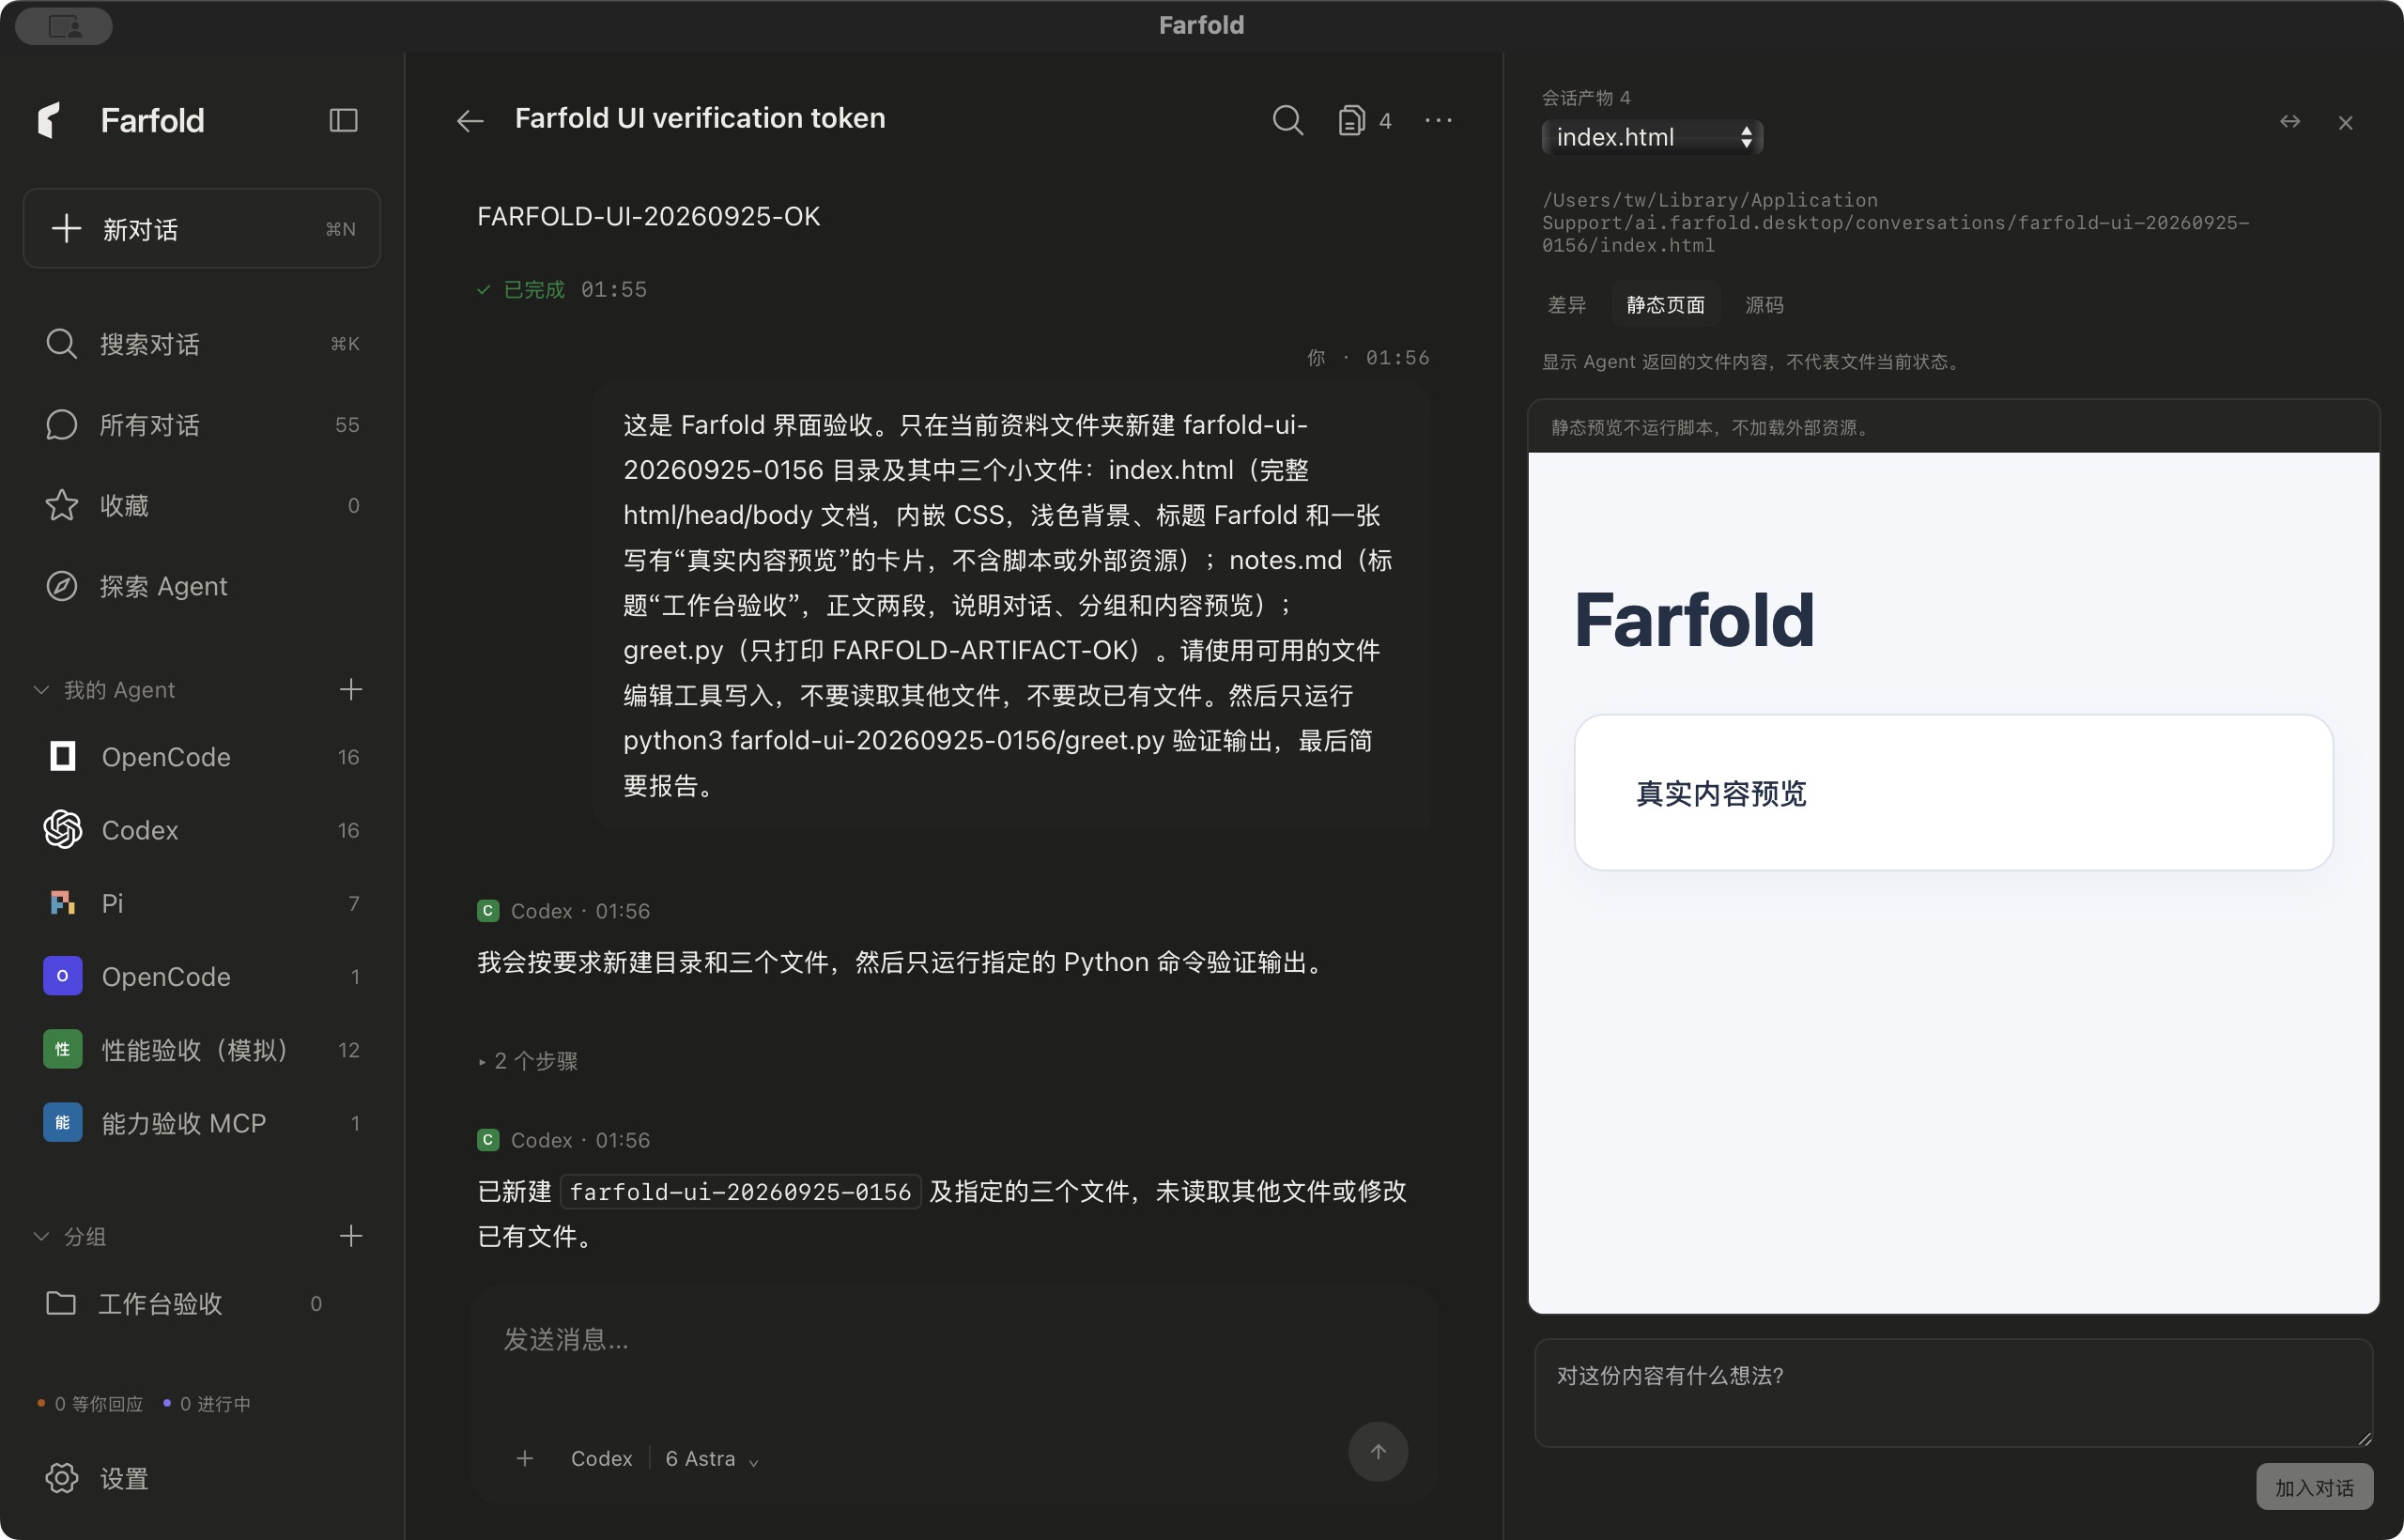 Farfold
Farfold
新对话 ⌘N
搜索对话 ⌘K
所有对话 55
收藏 0
探索 Agent
我的 Agent
OpenCode 16
Codex 16
Pi 7
O OpenCode 1
性 性能验收（模拟） 12
能 能力验收 MCP 1
分组
工作台验收 0
0 等你回应 0 进行中
设置
Farfold UI verification token 4
FARFOLD-UI-20260925-OK
已完成 01:55
你 · 01:56
这是 Farfold 界面验收。只在当前资料文件夹新建 farfold-ui-
20260925-0156 目录及其中三个小文件：index.html（完整
html/head/body 文档，内嵌 CSS，浅色背景、标题 Farfold 和一张
写有“真实内容预览”的卡片，不含脚本或外部资源）；notes.md（标
题“工作台验收”，正文两段，说明对话、分组和内容预览）；
greet.py（只打印 FARFOLD-ARTIFACT-OK）。请使用可用的文件
编辑工具写入，不要读取其他文件，不要改已有文件。然后只运行
python3 farfold-ui-20260925-0156/greet.py 验证输出，最后简
要报告。
C Codex · 01:56
我会按要求新建目录和三个文件，然后只运行指定的 Python 命令验证输出。
2 个步骤
C Codex · 01:56
已新建 farfold-ui-20260925-0156 及指定的三个文件，未读取其他文件或修改
已有文件。
发送消息...
Codex 6 Astra
会话产物 4
index.html
/Users/tw/Library/Application
Support/ai.farfold.desktop/conversations/farfold-ui-20260925-
0156/index.html
差异 静态页面 源码
显示 Agent 返回的文件内容，不代表文件当前状态。
静态预览不运行脚本，不加载外部资源。
Farfold
真实内容预览
对这份内容有什么想法?
加入对话